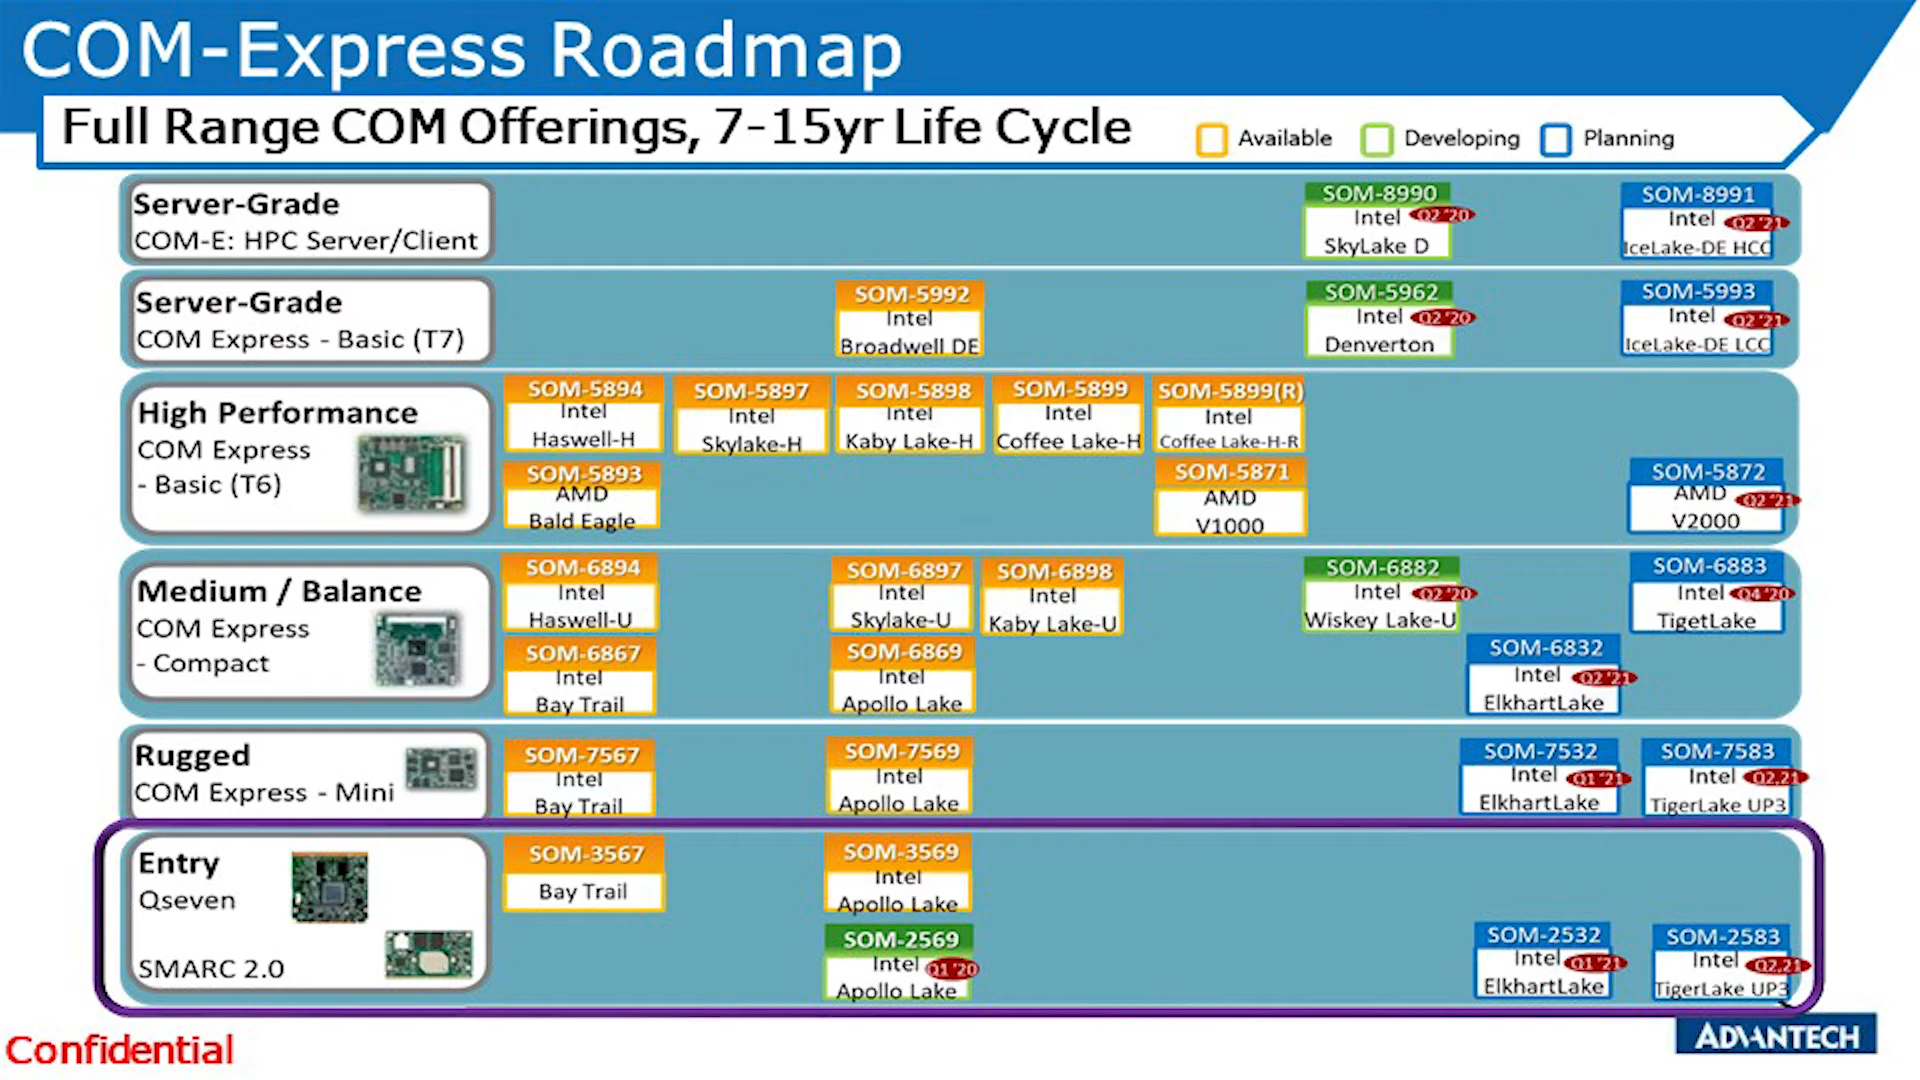 COM-Express Roadmap
Full Range COM Offerings, 7-15yr Life Cycle
Available
Developing
Planning
Server-Grade
COM-E: HPC Server/Client
SOM-8990
Intel
Q2 '20
SkyLake D
SOM-8991
Intel
Q2 '21
IceLake-DE HCC
Server-Grade
COM Express - Basic (T7)
SOM-5992
Intel
Broadwell DE
SOM-5962
Intel
Q2 '20
Denverton
SOM-5993
Intel
Q2 '21
IceLake-DE LCC
High Performance
COM Express
- Basic (T6)
SOM-5894
Intel
Haswell-H
SOM-5897
Intel
Skylake-H
SOM-5898
Intel
Kaby Lake-H
SOM-5899
Intel
Coffee Lake-H
SOM-5899(R)
Intel
Coffee Lake-H-R
SOM-5893
AMD
Bald Eagle
SOM-5871
AMD
V1000
SOM-5872
AMD
Q2 '21
V2000
Medium / Balance
COM Express
- Compact
SOM-6894
Intel
Haswell-U
SOM-6897
Intel
Skylake-U
SOM-6898
Intel
Kaby Lake-U
SOM-6882
Intel
Q2 '20
Wiskey Lake-U
SOM-6883
Intel
Q4 '20
TigetLake
SOM-6867
Intel
Bay Trail
SOM-6869
Intel
Apollo Lake
SOM-6832
Intel
Q2 '21
ElkhartLake
Rugged
COM Express - Mini
SOM-7567
Intel
Bay Trail
SOM-7569
Intel
Apollo Lake
SOM-7532
Intel
Q1 '21
ElkhartLake
SOM-7583
Intel
Q2,21
TigerLake UP3
Entry
Qseven
SMARC 2.0
SOM-3567
Bay Trail
SOM-3569
Intel
Apollo Lake
SOM-2569
Intel
Q1 '20
Apollo Lake
SOM-2532
Intel
Q1 '21
ElkhartLake
SOM-2583
Intel
Q2,21
TigerLake UP3
Confidential
ADVANTECH